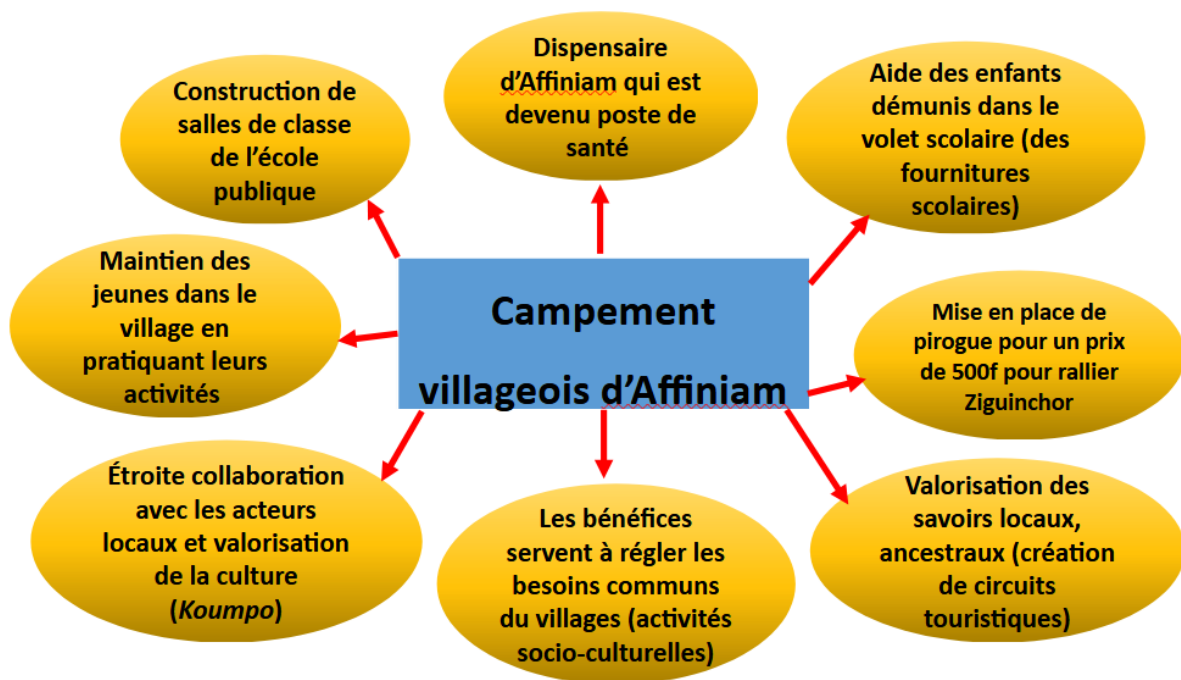 Dispensaire
d’Affiniam qui est
devenu poste de
santé
Construction de
salles de classe
de l’école
publique
Aide des enfants
démunis dans le
volet scolaire (des
fournitures
scolaires)
Maintien des
jeunes dans le
village en
pratiquant leurs
activités
Campement
villageois d’Affiniam
Mise en place de
pirogue pour un prix
de 500f pour rallier
Ziguinchor
Étroite collaboration
avec les acteurs
locaux et valorisation
de la culture
(Koumpo)
Les bénéfices
servent à régler les
besoins communs
du villages (activités
socio-culturelles)
Valorisation des
savoirs locaux,
ancestraux (création
de circuits
touristiques)